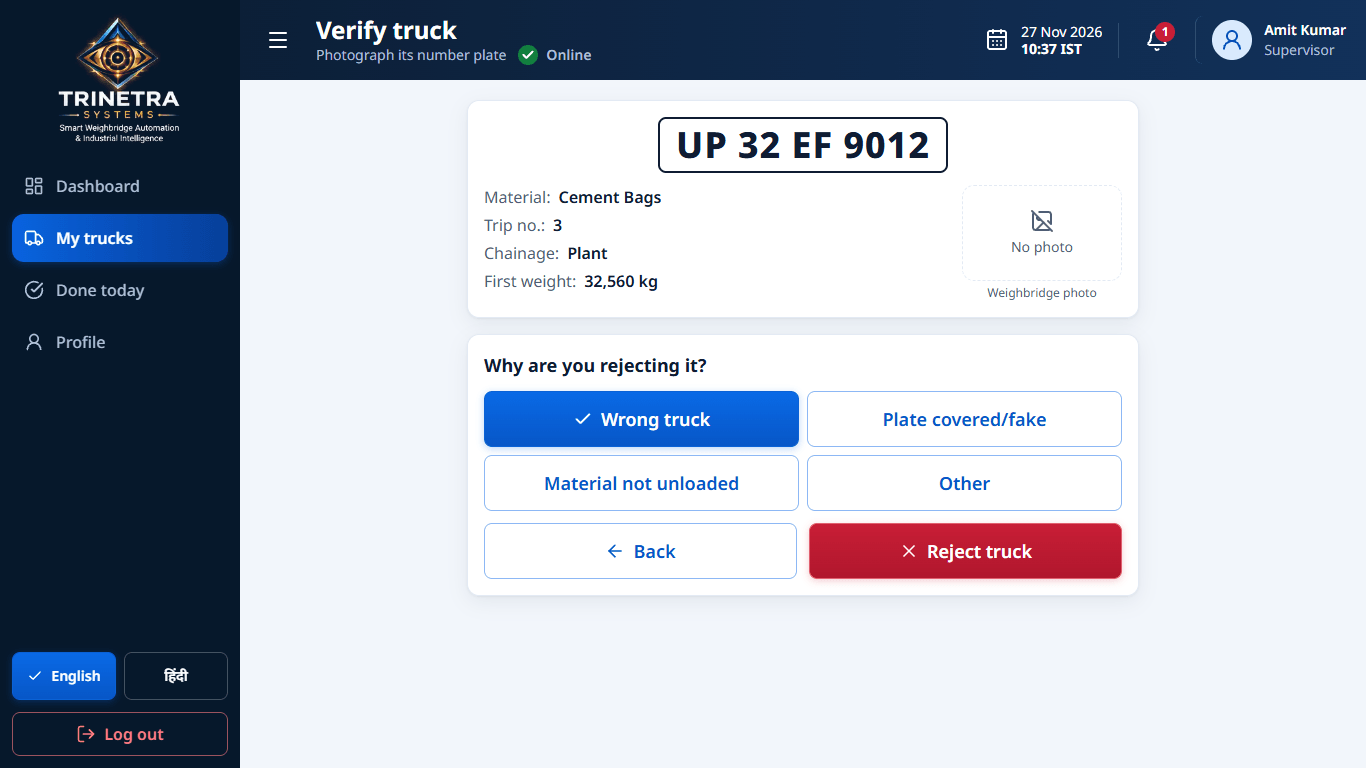 TRINETRA
SYSTEMS
Smart Weighbridge Automation
& Industrial Intelligence
Dashboard
My trucks
Done today
Profile
English
हिंदी
Log out
Verify truck
Photograph its number plate
Online
27 Nov 2026
10:37 IST
1
Amit Kumar
Supervisor
UP 32 EF 9012
Material: Cement Bags
Trip no.: 3
Chainage: Plant
First weight: 32,560 kg
No photo
Weighbridge photo
Why are you rejecting it?
Wrong truck
Plate covered/fake
Material not unloaded
Other
Back
Reject truck